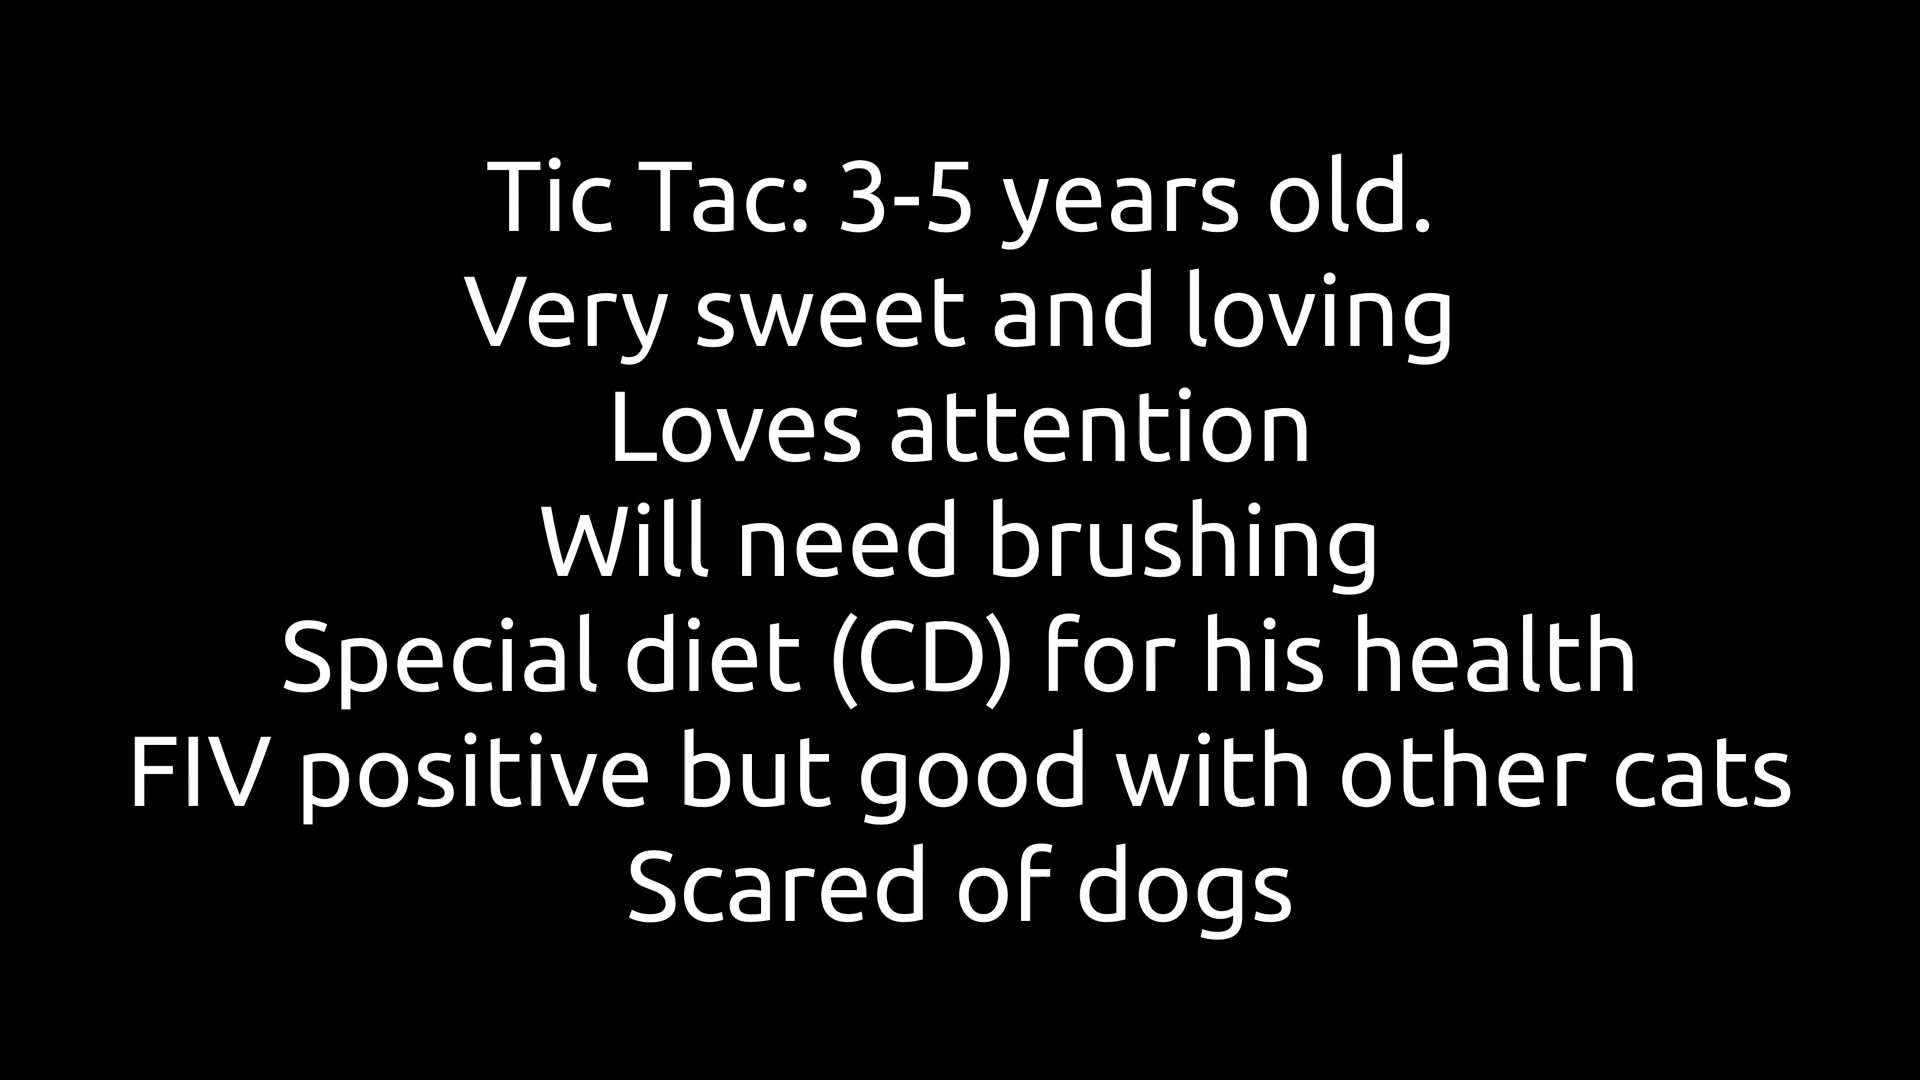 Tic Tac: 3-5 years old.
Very sweet and loving
Loves attention
Will need brushing
Special diet (CD) for his health
FIV positive but good with other cats
Scared of dogs